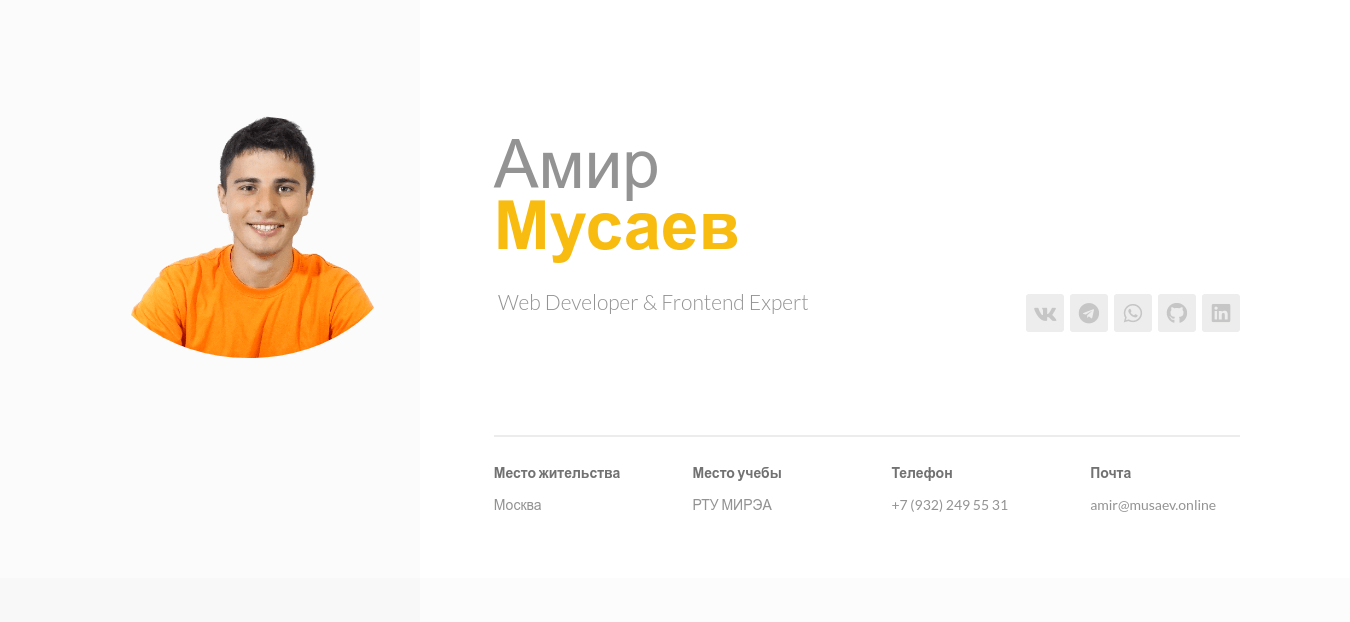 Амир
Мусаев
Web Developer & Frontend Expert
Место жительства
Москва
Место учебы
РТУ МИРЭА
Телефон
+7 (932) 249 55 31
Почта
amir@musaev.online